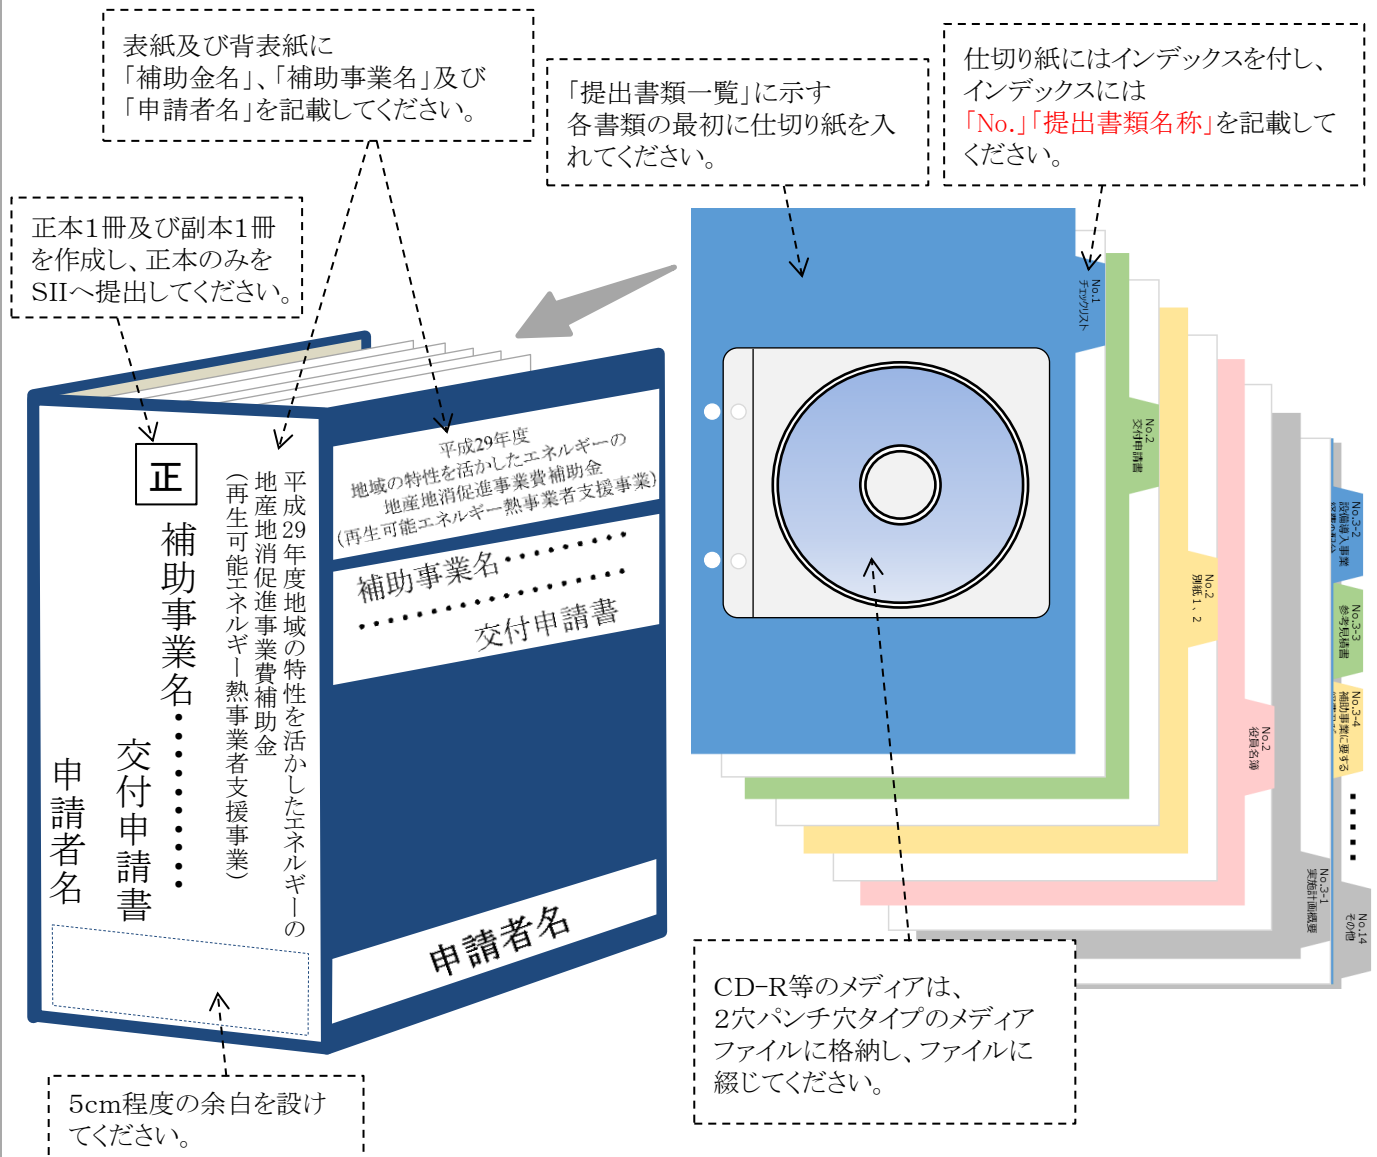 表紙及び背表紙に
「補助金名」、「補助事業名」及び
「申請者名」を記載してください。
「提出書類一覧」に示す
各書類の最初に仕切り紙を入
れてください。
仕切り紙にはインデックスを付し、
インデックスには
「No.」「提出書類名称」を記載して
ください。
正本1冊及び副本1冊
を作成し、正本のみを
SIIへ提出してください。
正
平成29年度地域の特性を活かしたエネルギーの
地産地消促進事業費補助金
(再生可能エネルギー熱事業者支援事業)
補助事業名・・・・・・・・・
交付申請書
申請者名
平成29年度
地域の特性を活かしたエネルギーの
地産地消促進事業費補助金
(再生可能エネルギー熱事業者支援事業)
補助事業名・・・・・・・・・
・・・・・・・・・・・・・・・・
交付申請書
申請者名
No.1
チェックリスト
No.2
交付申請書
No.2
別紙1、2
No.2
役員名簿
No.3-1
実施計画概要
No.3-2
設備導入事業
No.3-3
参考見積書
No.3-4
補助事業に要する
・・・・・
No.14
その他
CD-R等のメディアは、
2穴パンチ穴タイプのメディア
ファイルに格納し、ファイルに
綴じてください。
5cm程度の余白を設け
てください。